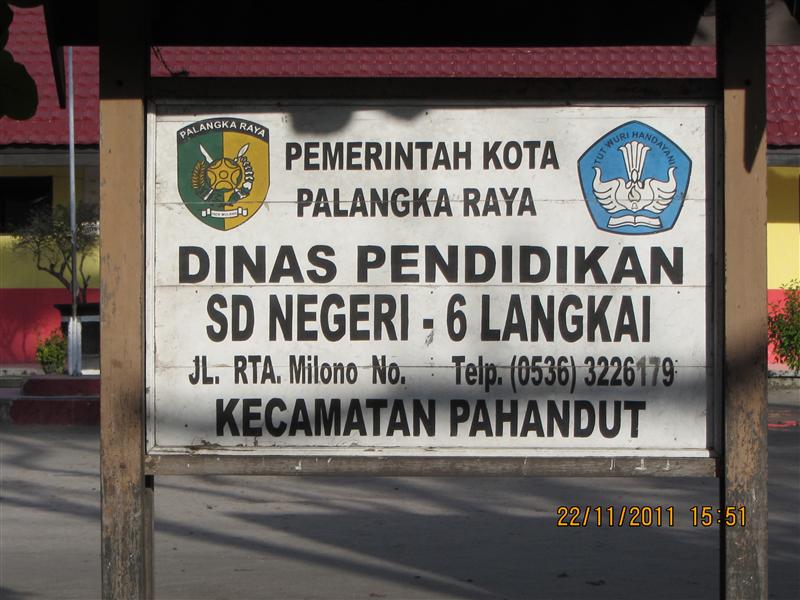 PALANGKA RAYA
PEMERINTAH KOTA
PALANGKA RAYA
TUT WURI HANDAYANI
DINAS PENDIDIKAN
SD NEGERI - 6 LANGKAI
JL. RTA. Milono No. Telp. (0536) 3226179
KECAMATAN PAHANDUT
22/11/2011 15:51